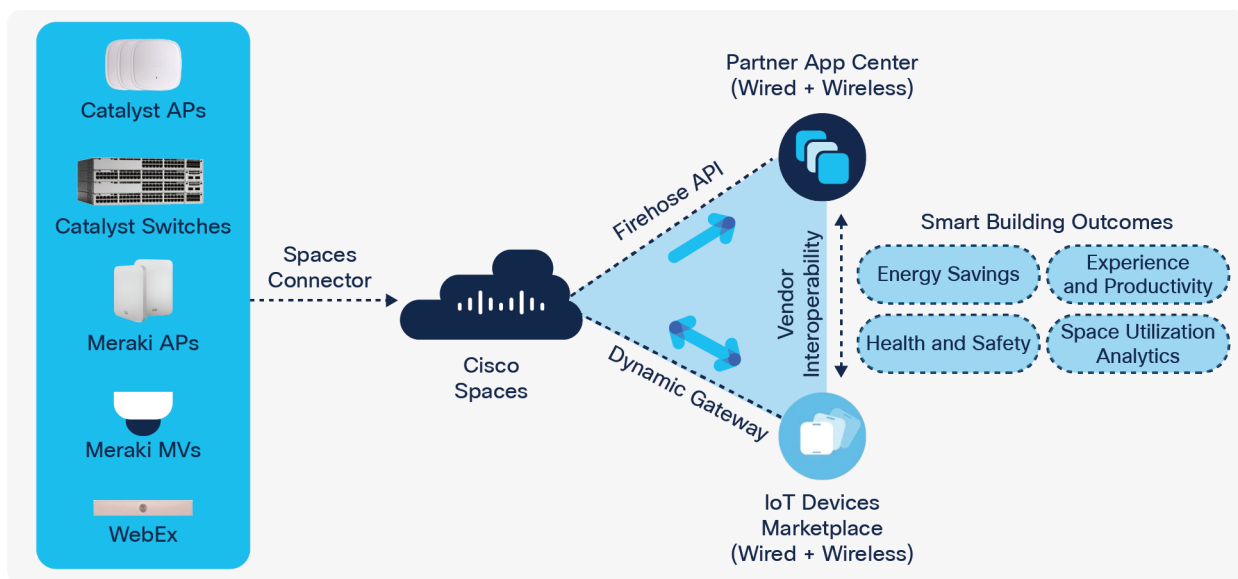 Catalyst APs
Catalyst Switches
Meraki APs
Meraki MVs
WebEx
Spaces
Connector
Cisco
Spaces
Firehose API
Dynamic Gateway
Partner App Center
(Wired + Wireless)
Vendor
Interoperability
IoT Devices
Marketplace
(Wired + Wireless)
Smart Building Outcomes
Energy Savings
Experience
and Productivity
Health and Safety
Space Utilization
Analytics